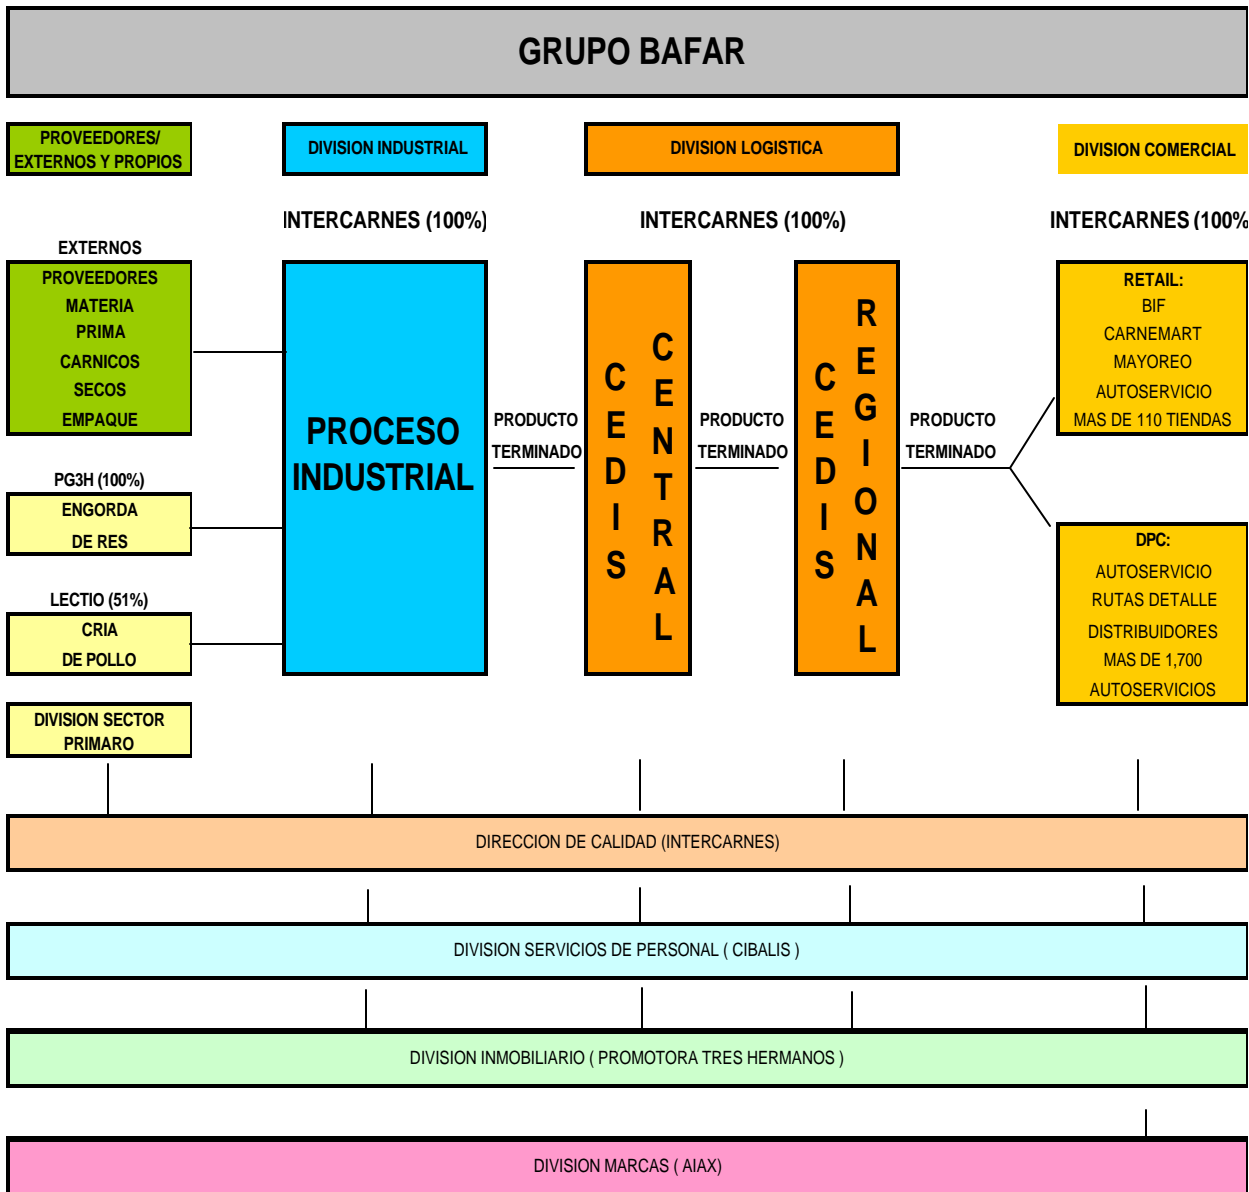 GRUPO BAFAR
PROVEEDORES/
EXTERNOS Y PROPIOS
DIVISION INDUSTRIAL
DIVISION LOGISTICA
DIVISION COMERCIAL
INTERCARNES (100%)
INTERCARNES (100%)
INTERCARNES (100%
EXTERNOS
PROVEEDORES
MATERIA
PRIMA
CARNICOS
SECOS
EMPAQUE
PG3H (100%)
ENGORDA
DE RES
LECTIO (51%)
CRIA
DE POLLO
DIVISION SECTOR
PRIMARO
PROCESO
INDUSTRIAL
PRODUCTO
TERMINADO
CEDIS
CENTRAL
PRODUCTO
TERMINADO
CEDIS
REGIONAL
PRODUCTO
TERMINADO
RETAIL:
BIF
CARNEMART
MAYOREO
AUTOSERVICIO
MAS DE 110 TIENDAS
DPC:
AUTOSERVICIO
RUTAS DETALLE
DISTRIBUIDORES
MAS DE 1,700
AUTOSERVICIOS
DIRECCION DE CALIDAD (INTERCARNES)
DIVISION SERVICIOS DE PERSONAL ( CIBALIS )
DIVISION INMOBILIARIO ( PROMOTORA TRES HERMANOS )
DIVISION MARCAS ( AIAX)